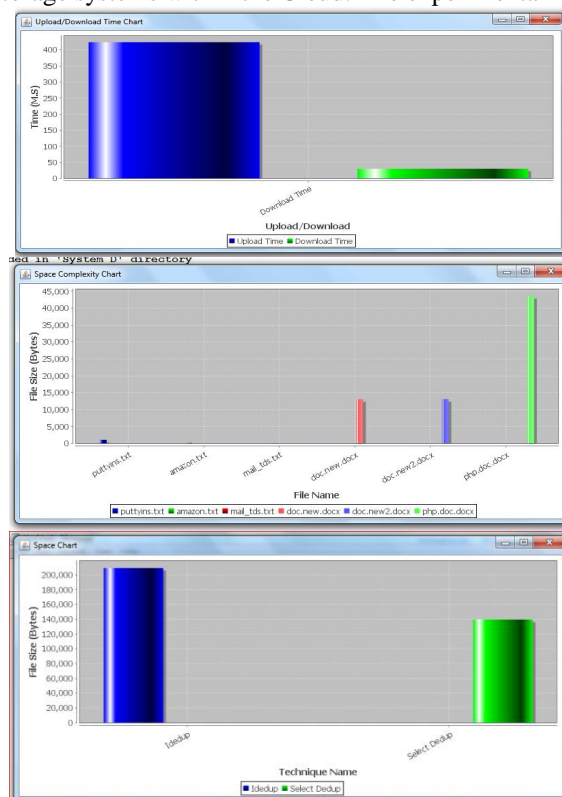 Upload/Download Time Chart
400
350
300
250
200
150
100
50
0
Time (M.S)
Download Time
Upload/Download
Upload Time Download Time
ded in 'System D' directory
Space Complexity Chart
45,000
40,000
35,000
30,000
25,000
20,000
15,000
10,000
5,000
0
File Size (Bytes)
puttyins.txt amazon.txt mail_tds.txt doc.new.docx doc.new2.docx php.doc.docx
File Name
puttyins.txt amazon.txt mail_tds.txt doc.new.docx doc.new2.docx php.doc.docx
Space Chart
200,000
180,000
160,000
140,000
120,000
100,000
80,000
60,000
40,000
20,000
0
File Size (Bytes)
Idedup Select Dedup
Technique Name
Idedup Select Dedup